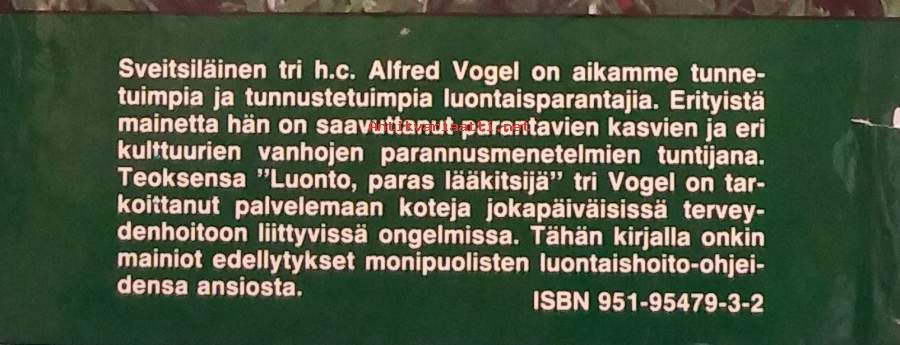 Sveitsiläinen tri h.c. Alfred Vogel on aikamme tunne-
tuimpia ja tunnustetuimpia luontaisparantajia. Erityistä
mainetta hän on saavuttanut parantavien kasvien ja eri
kulttuurien vanhojen parannusmenetelmien tuntijana.
Teoksensa ”Luonto, paras lääkitsijä” tri Vogel on tar-
koittanut palvelemaan koteja jokapäiväisissä tervey-
denhoitoon liittyvissä ongelmissa. Tähän kirjalla onkin
mainiot edellytykset monipuolisten luontaishoito-ohjei-
densa ansiosta.
ISBN 951-95479-3-2